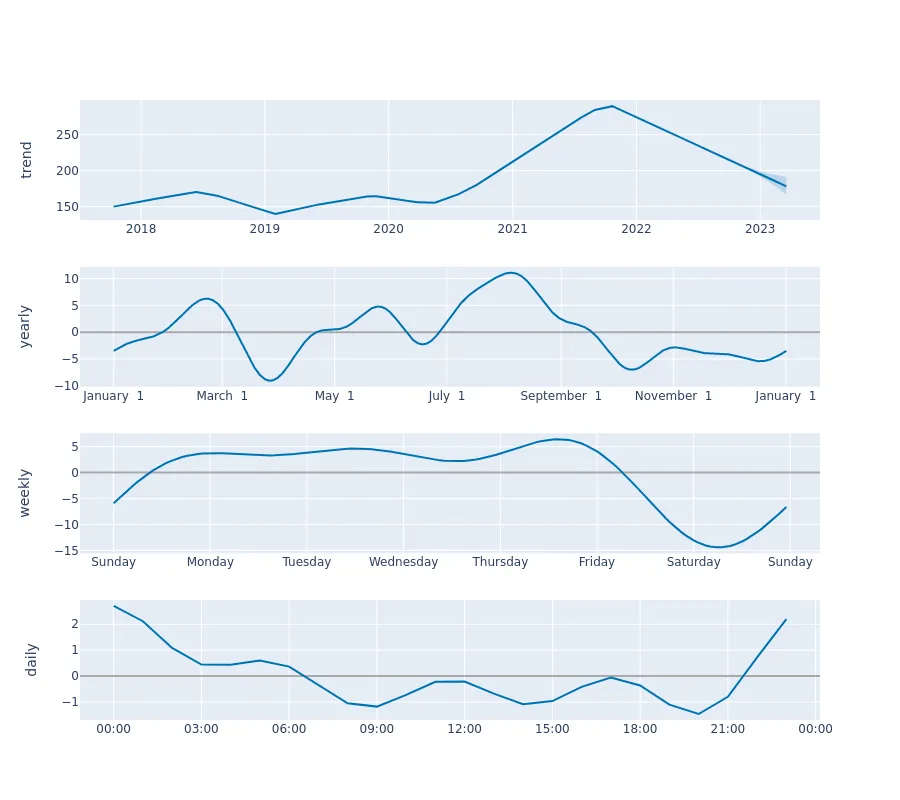 trend
250
200
150
2018 2019 2020 2021 2022 2023
yearly
10
5
0
−5
−10
January 1 March 1 May 1 July 1 September 1 November 1 January 1
weekly
5
0
−5
−10
−15
Sunday Monday Tuesday Wednesday Thursday Friday Saturday Sunday
daily
2
1
0
−1
00:00 03:00 06:00 09:00 12:00 15:00 18:00 21:00 00:00